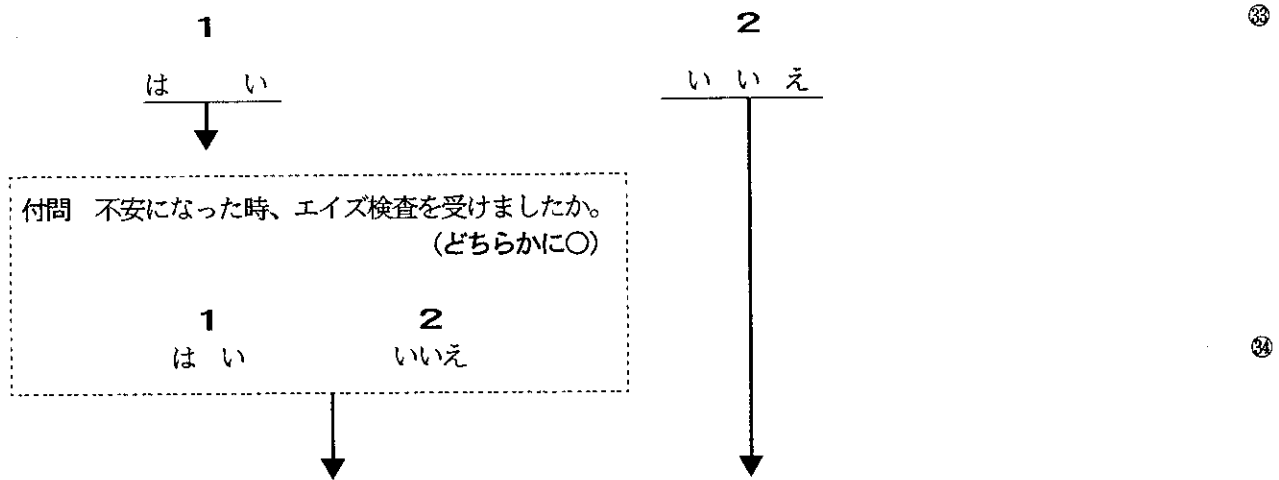 1 2 ㉝
は い いいえ
付問 不安になった時、エイズ検査を受けましたか。
(どちらかに○)
1 2
は い いいえ ㉞